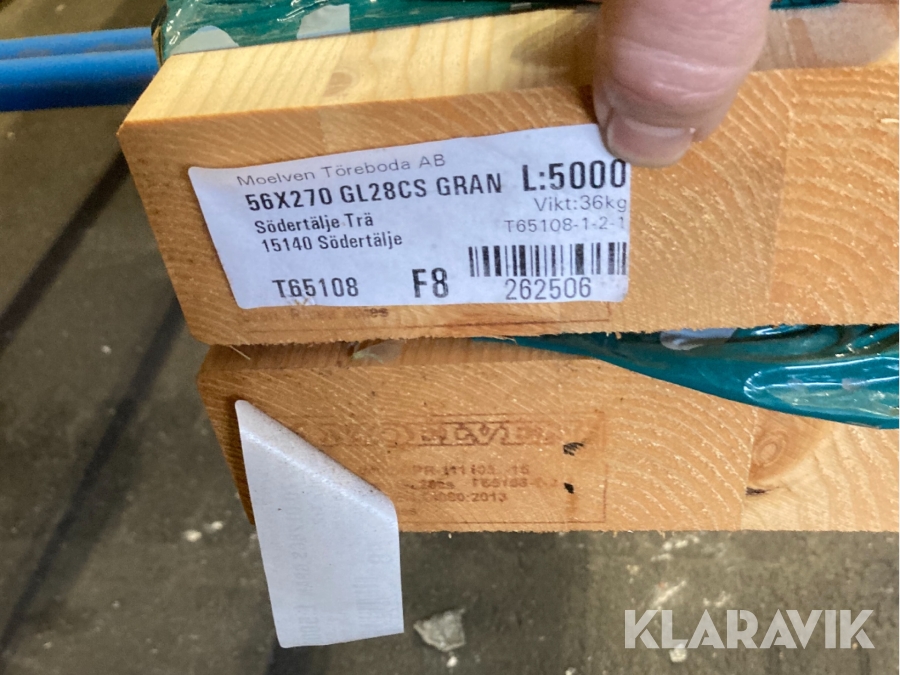 Moelven Töreboda AB
56X270 GL28CS GRAN L:5000
Vikt:36kg
Södertälje Trä T65108-1-2-1
15140 Södertälje
T65108 F8 262506
:2013
KLARAVIK